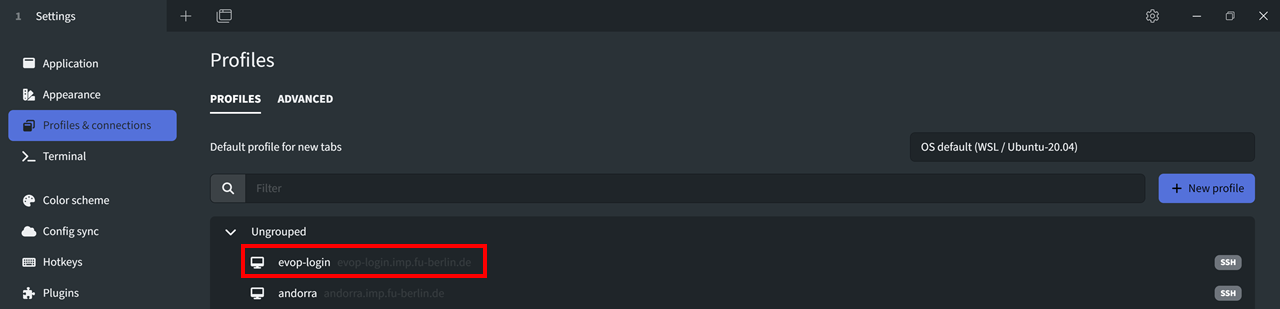 1 Settings
Application
Appearance
Profiles & connections
Terminal
Color scheme
Config sync
Hotkeys
Plugins
Profiles
PROFILES ADVANCED
Default profile for new tabs OS default (WSL / Ubuntu-20.04)
Filter + New profile
Ungrouped
evop-login evop-login.imp.fu-berlin.de SSH
andorra andorra.imp.fu-berlin.de SSH